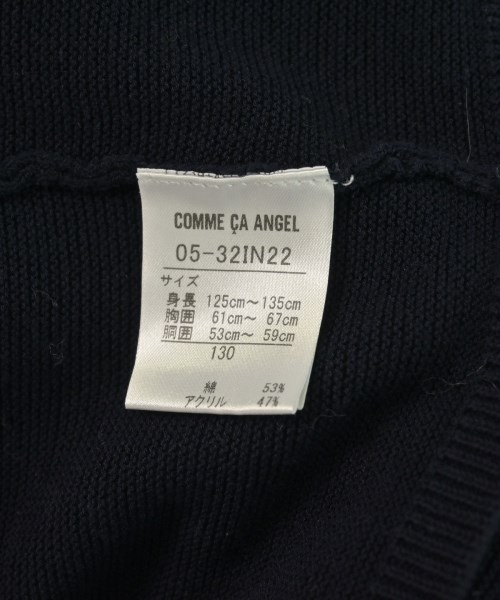 COMME ÇA ANGEL
05-32IN22
サイズ
身長 125cm～135cm
胸囲 61cm～ 67cm
胴囲 53cm～ 59cm
130
綿 53%
アクリル 47%